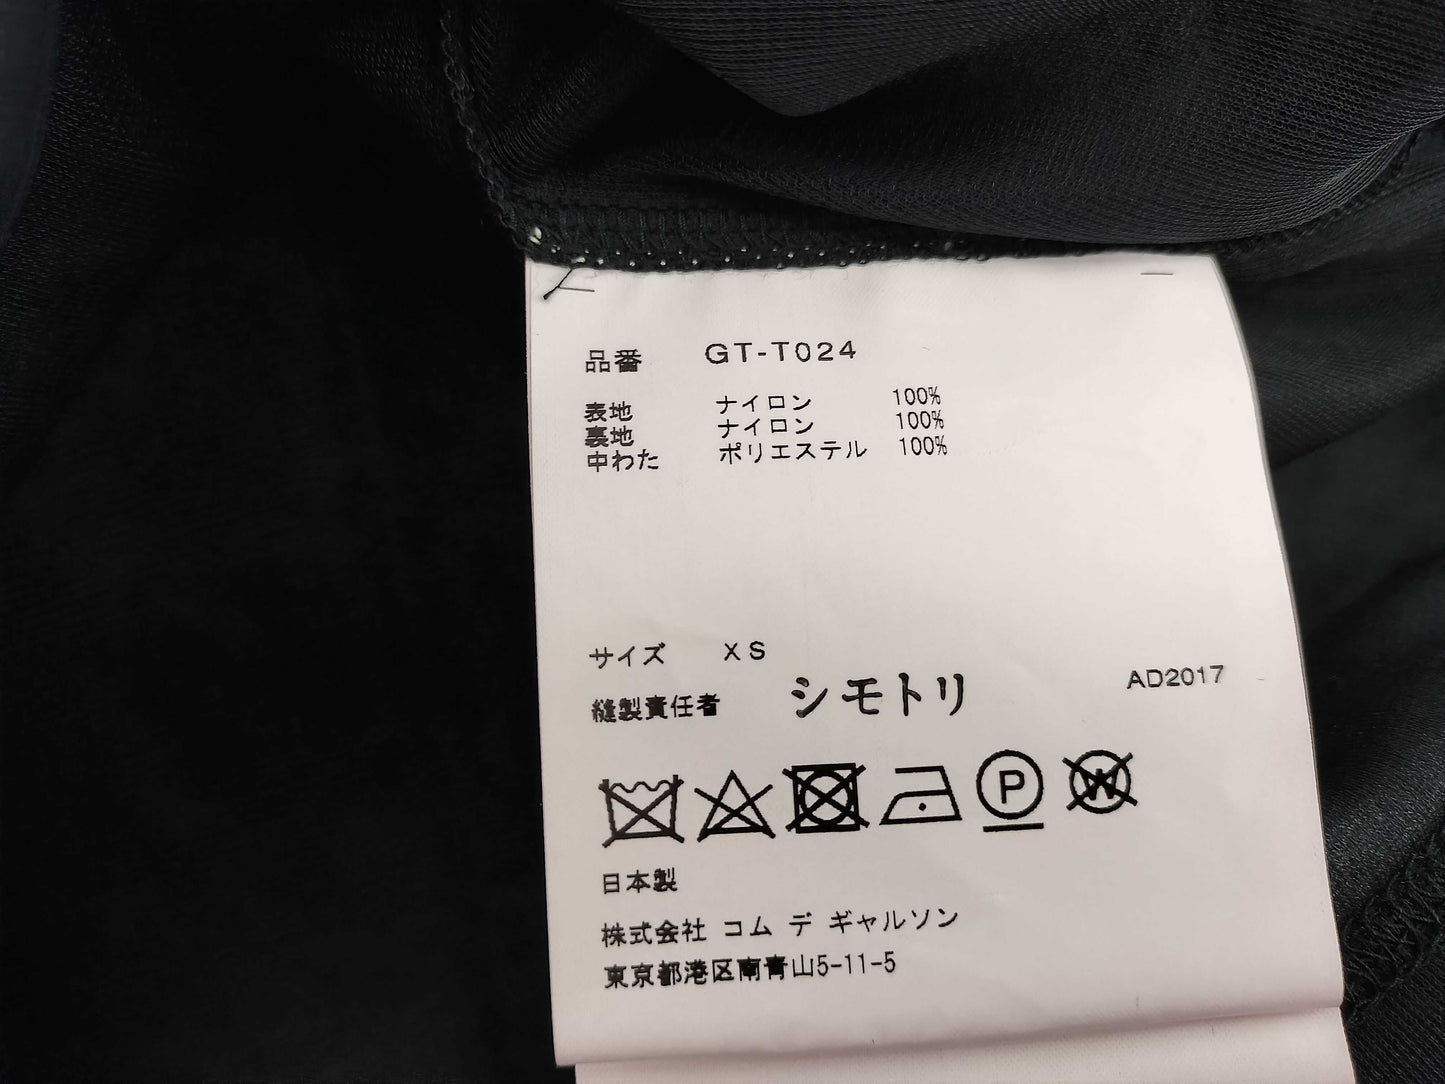 品番 GT-T024
表地 ナイロン 100%
裏地 ナイロン 100%
中わた ポリエステル 100%
サイズ XS
縫製責任者 シモトリ AD2017
P W
日本製
株式会社 コム デ ギャルソン
東京都港区南青山5-11-5